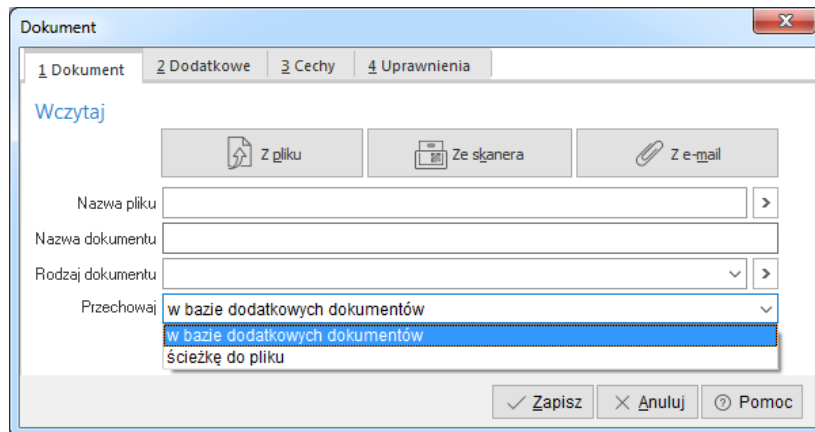 Dokument
1 Dokument 2 Dodatkowe 3 Cechy 4 Uprawnienia
Wczytaj
Z pliku Ze skanera Z e-mail
Nazwa pliku
Nazwa dokumentu
Rodzaj dokumentu
Przechowaj w bazie dodatkowych dokumentów
w bazie dodatkowych dokumentów
ścieżkę do pliku
Zapisz Anuluj Pomoc